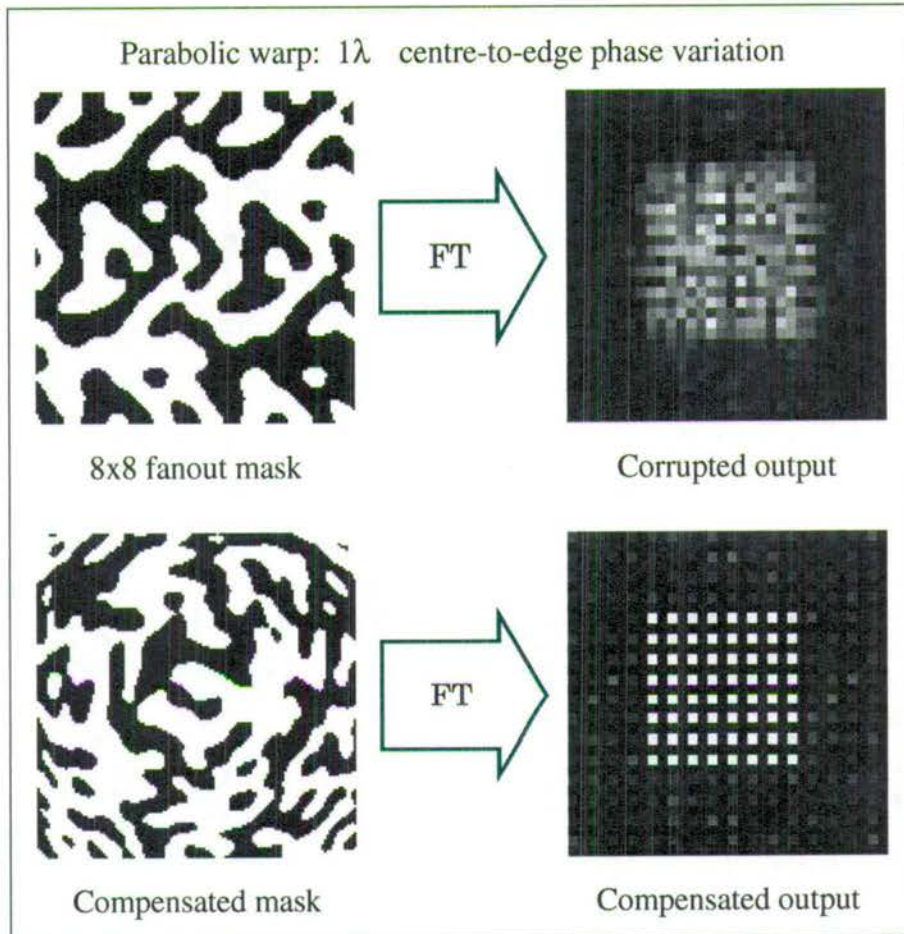 Parabolic warp: 1λ centre-to-edge phase variation
FT
8x8 fanout mask
Corrupted output
FT
Compensated mask
Compensated output